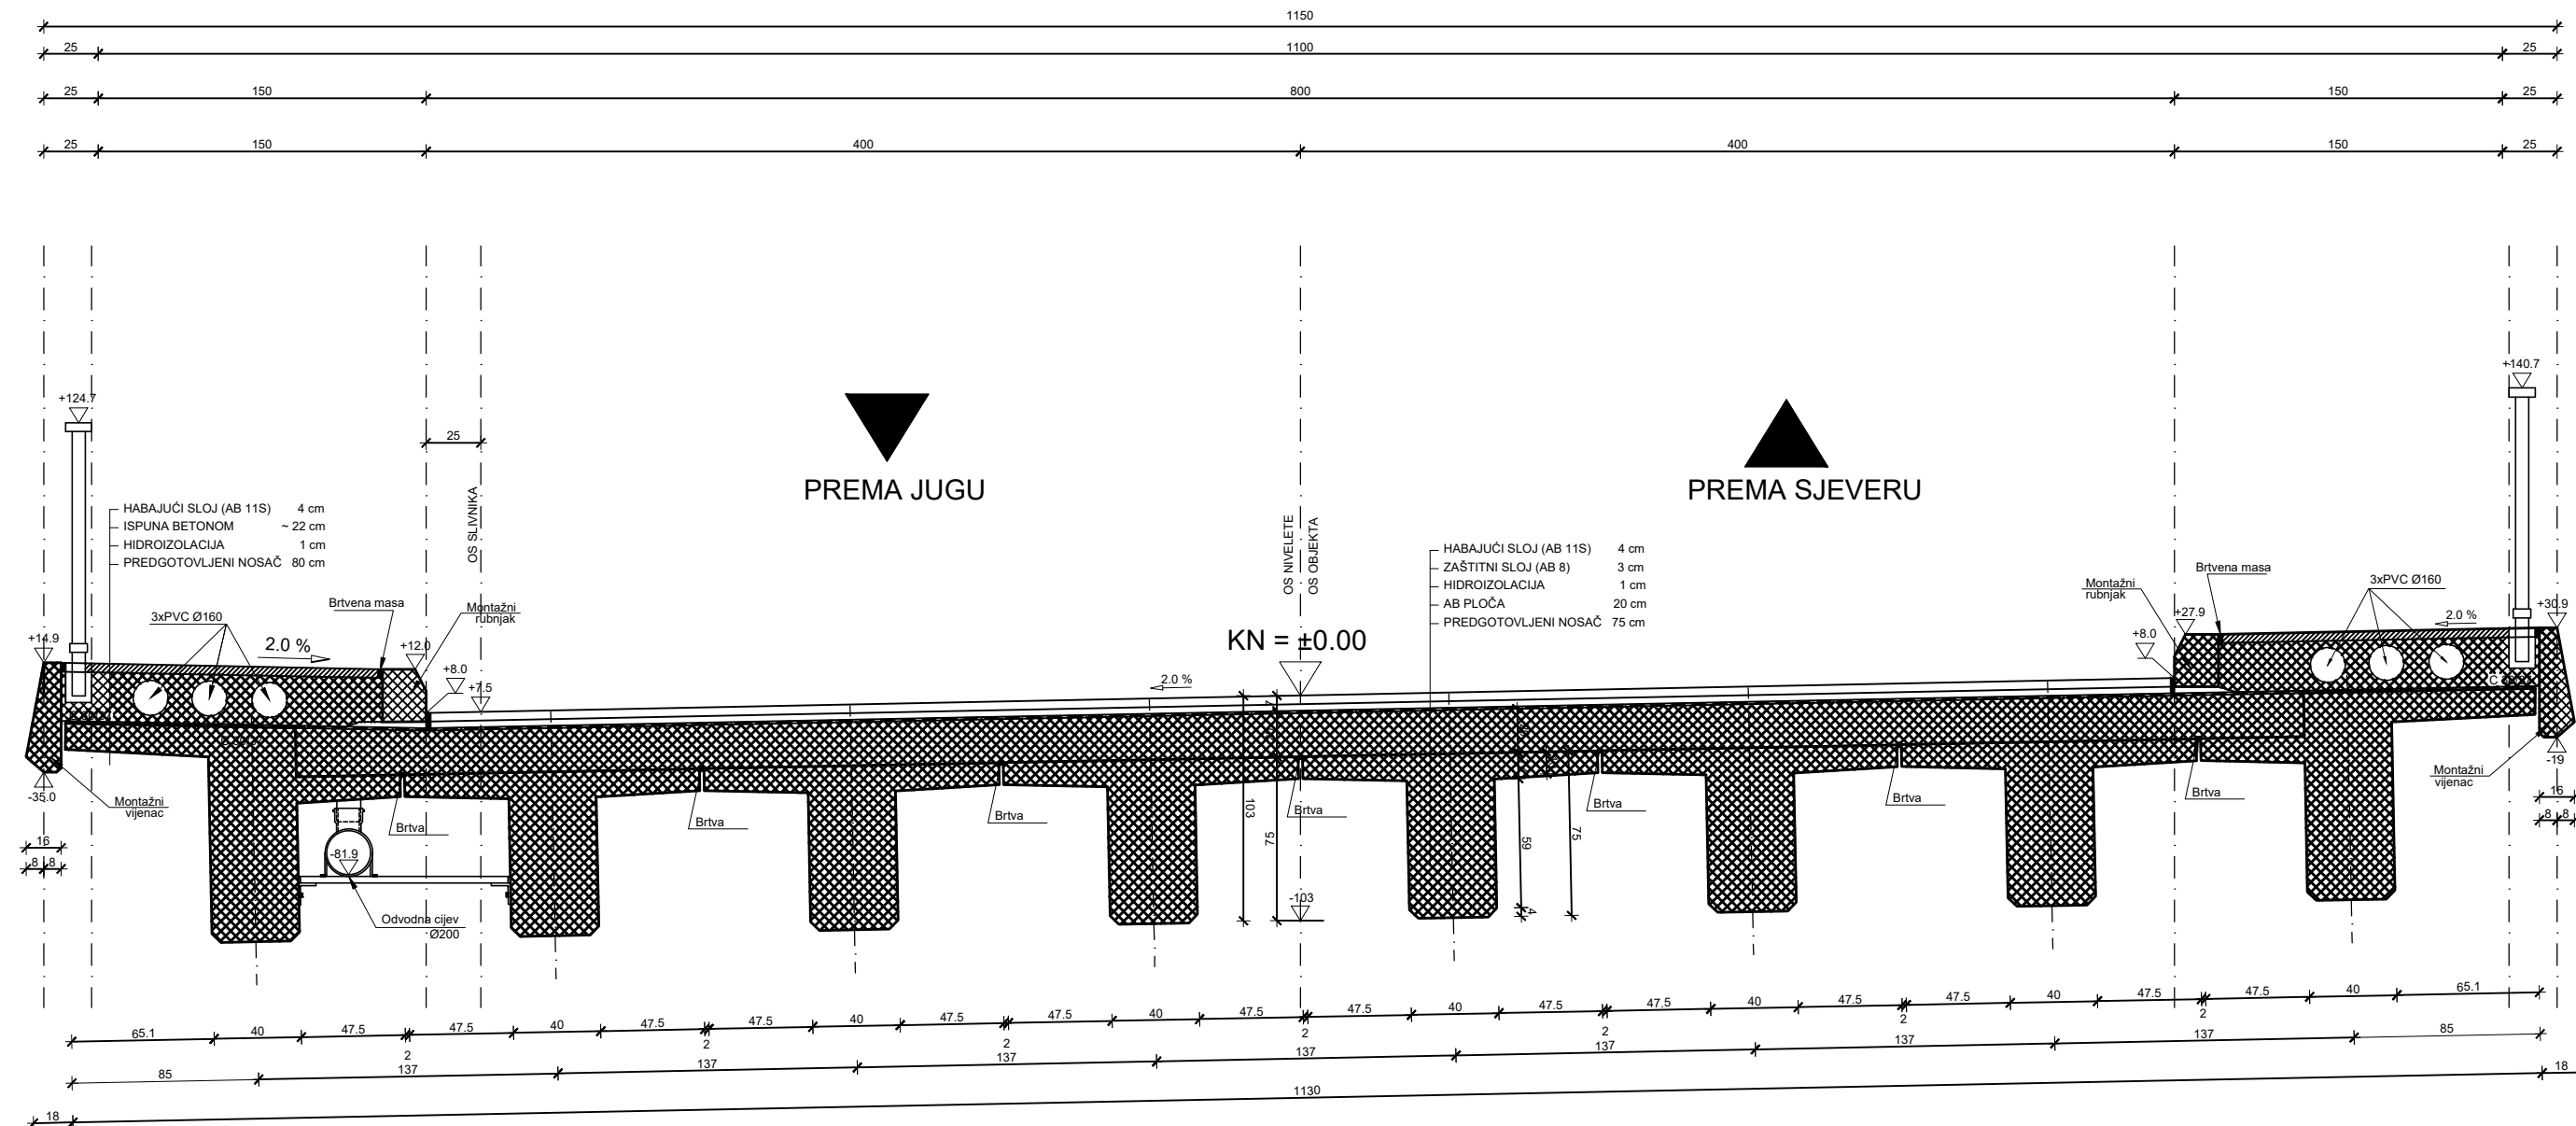 1150
25 1100 25
25 150 800 150 25
25 150 400 400 150 25
+140.7
+124.7
25
PREMA JUGU
PREMA SJEVERU
OS SLIVNIKA
OS NIVELETE
OS OBJEKTA
HABAJUĆI SLOJ (AB 11S) 4 cm
ISPUNA BETONOM ~ 22 cm
HIDROIZOLACIJA 1 cm
PREDGOTOVLJENI NOSAČ 80 cm
HABAJUĆI SLOJ (AB 11S) 4 cm
ZAŠTITNI SLOJ (AB 8) 3 cm
HIDROIZOLACIJA 1 cm
AB PLOČA 20 cm
PREDGOTOVLJENI NOSAČ 75 cm
Brtvena masa
Montažni
rubnjak
3xPVC Ø160
2.0 %
+14.9
+12.0
+8.0
+7.5
KN = ±0.00
2.0 %
Montažni
rubnjak
Brtvena masa
3xPVC Ø160
2.0 %
+27.9
+30.9
+8.0
-35.0
Montažni
vijenac
16
8 8
-81.9
Odvodna cijev
Ø200
Brtva
Brtva
Brtva
Brtva
Brtva
Brtva
Brtva
7
103
75
-103
59
4
75
Montažni
vijenac
-19
16
8 8
65.1 40 47.5 47.5 40 47.5 47.5 40 47.5 47.5 40 47.5 47.5 40 47.5 47.5 40 47.5 47.5 40 47.5 47.5 40 65.1
2 2 2 2 2 2 2
85 137 137 137 137 137 137 137 85
18 1130 18